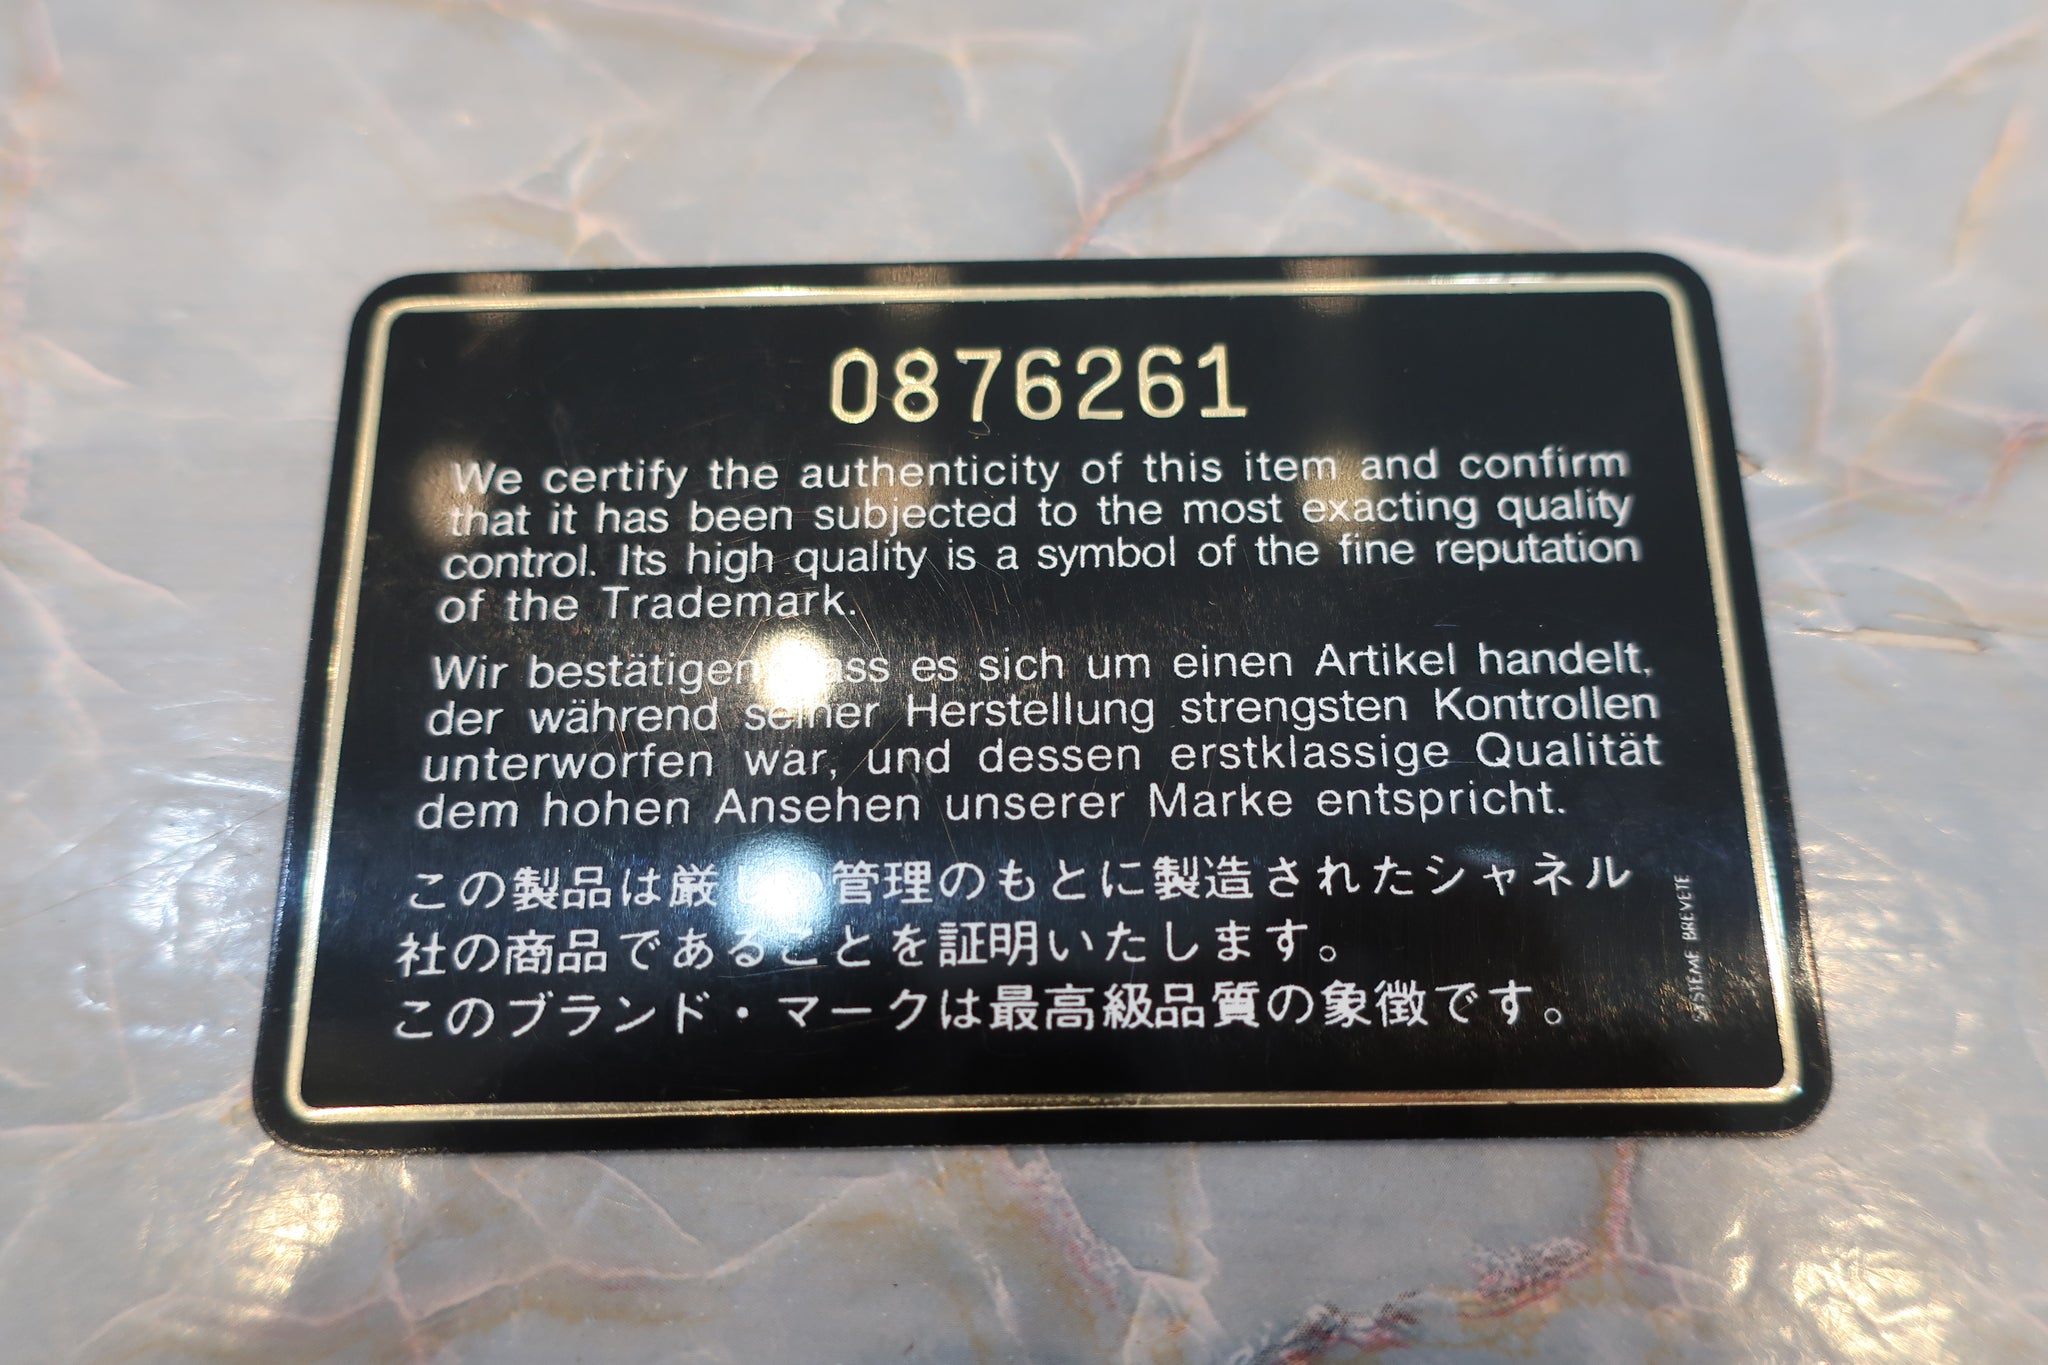 0876261
We certify the authenticity of this item and confirm
that it has been subjected to the most exacting quality
control. Its high quality is a symbol of the fine reputation
of the Trademark.
Wir bestätigen dass es sich um einen Artikel handelt,
der während seiner Herstellung strengsten Kontrollen
unterworfen war, und dessen erstklassige Qualität
dem hohen Ansehen unserer Marke entspricht.
この製品は厳しい管理のもとに製造されたシャネル
社の商品であることを証明いたします。
このブランド・マークは最高級品質の象徴です。
SYSTEME BREVETE